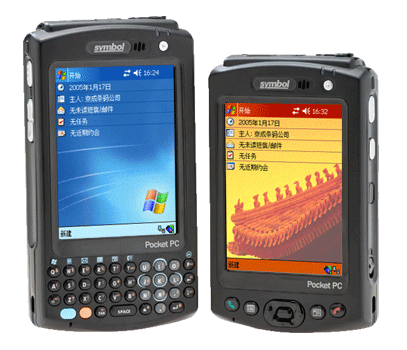 symbol
开始 16:24
2005年1月17日
主人: 京成条码公司
无未读短信/邮件
无任务
无近期约会
新建
Pocket PC
SPACE
symbol
开始 16:32
2005年1月17日
主人: 京成条码公司
无未读短信/邮件
无任务
无近期约会
新建
Pocket PC